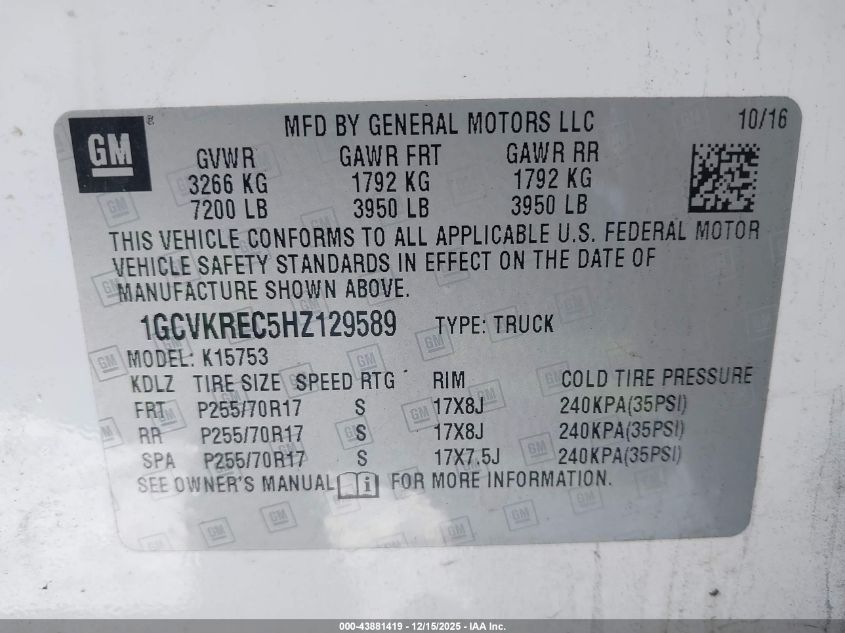 GM ® MFD BY GENERAL MOTORS LLC 10/16
GVWR GAWR FRT GAWR RR
3266 KG 1792 KG 1792 KG
7200 LB 3950 LB 3950 LB
THIS VEHICLE CONFORMS TO ALL APPLICABLE U.S. FEDERAL MOTOR
VEHICLE SAFETY STANDARDS IN EFFECT ON THE DATE OF
MANUFACTURE SHOWN ABOVE.
1GCVKREC5HZ129589 TYPE: TRUCK
MODEL: K15753
KDLZ TIRE SIZE SPEED RTG RIM COLD TIRE PRESSURE
FRT P255/70R17 S 17X8J 240KPA(35PSI)
RR P255/70R17 S 17X8J 240KPA(35PSI)
SPA P255/70R17 S 17X7.5J 240KPA(35PSI)
SEE OWNER'S MANUAL i FOR MORE INFORMATION.
000-43881419 - 12/15/2025 - IAA Inc.